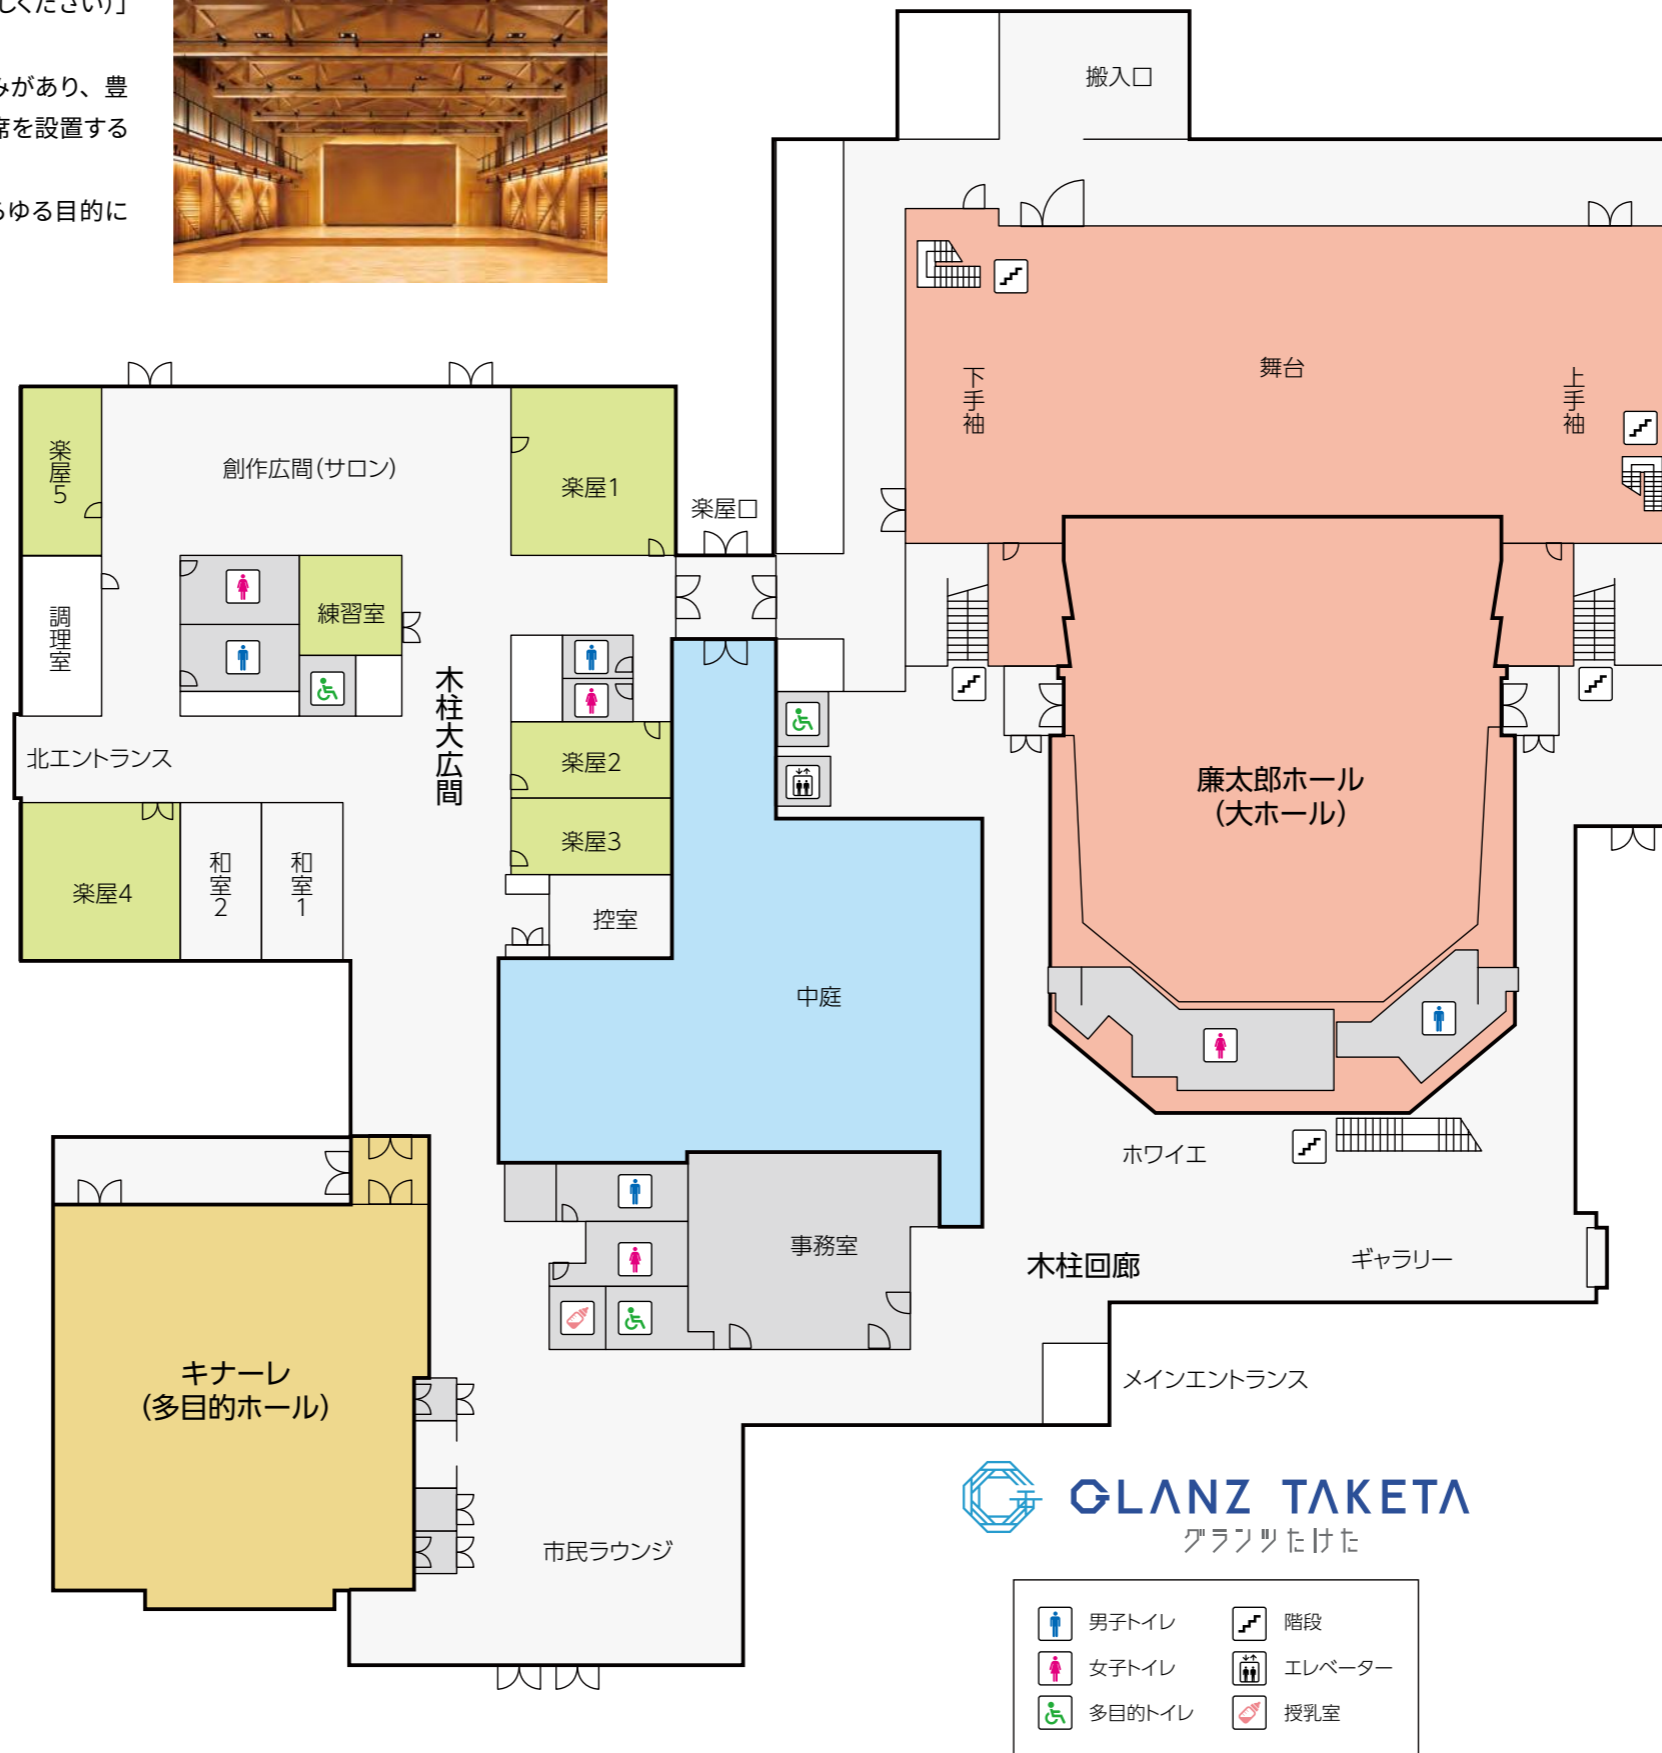 しください）」
みがあり、豊
席を設置する
らゆる目的に
搬入口
下手袖
舞台
上手袖
楽屋5
創作広間（サロン）
楽屋1
楽屋口
調理室
練習室
木柱大広間
北エントランス
楽屋2
楽屋3
楽屋4
和室2
和室1
控室
中庭
廉太郎ホール
（大ホール）
ホワイエ
事務室
木柱回廊
ギャラリー
メインエントランス
キナーレ
（多目的ホール）
市民ラウンジ
GLANZ TAKETA
グランツたけた
男子トイレ
階段
女子トイレ
エレベーター
多目的トイレ
授乳室